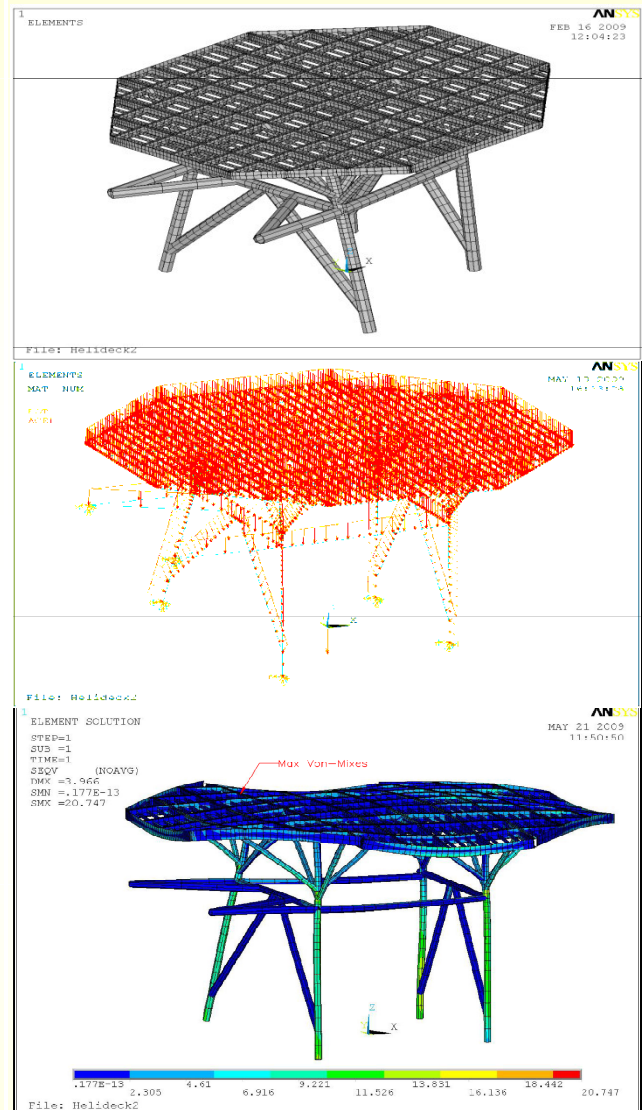 1
ELEMENTS
ANSYS
FEB 16 2009
12:04:23
X
File: Helideck2
1
ELEMENTS
MAT NUM
ANSYS
MAY 13 2009
X
File: Helideck2
1
ELEMENT SOLUTION
STEP=1
SUB =1
TIME=1
SEQV (NOAVG)
DMX =3.966
SMN =.177E-13
SMX =20.747
ANSYS
MAY 21 2009
11:50:50
Max Von-Mixes
Z
X
.177E-13 2.305 4.61 6.916 9.221 11.526 13.831 16.136 18.442 20.747
File: Helideck2